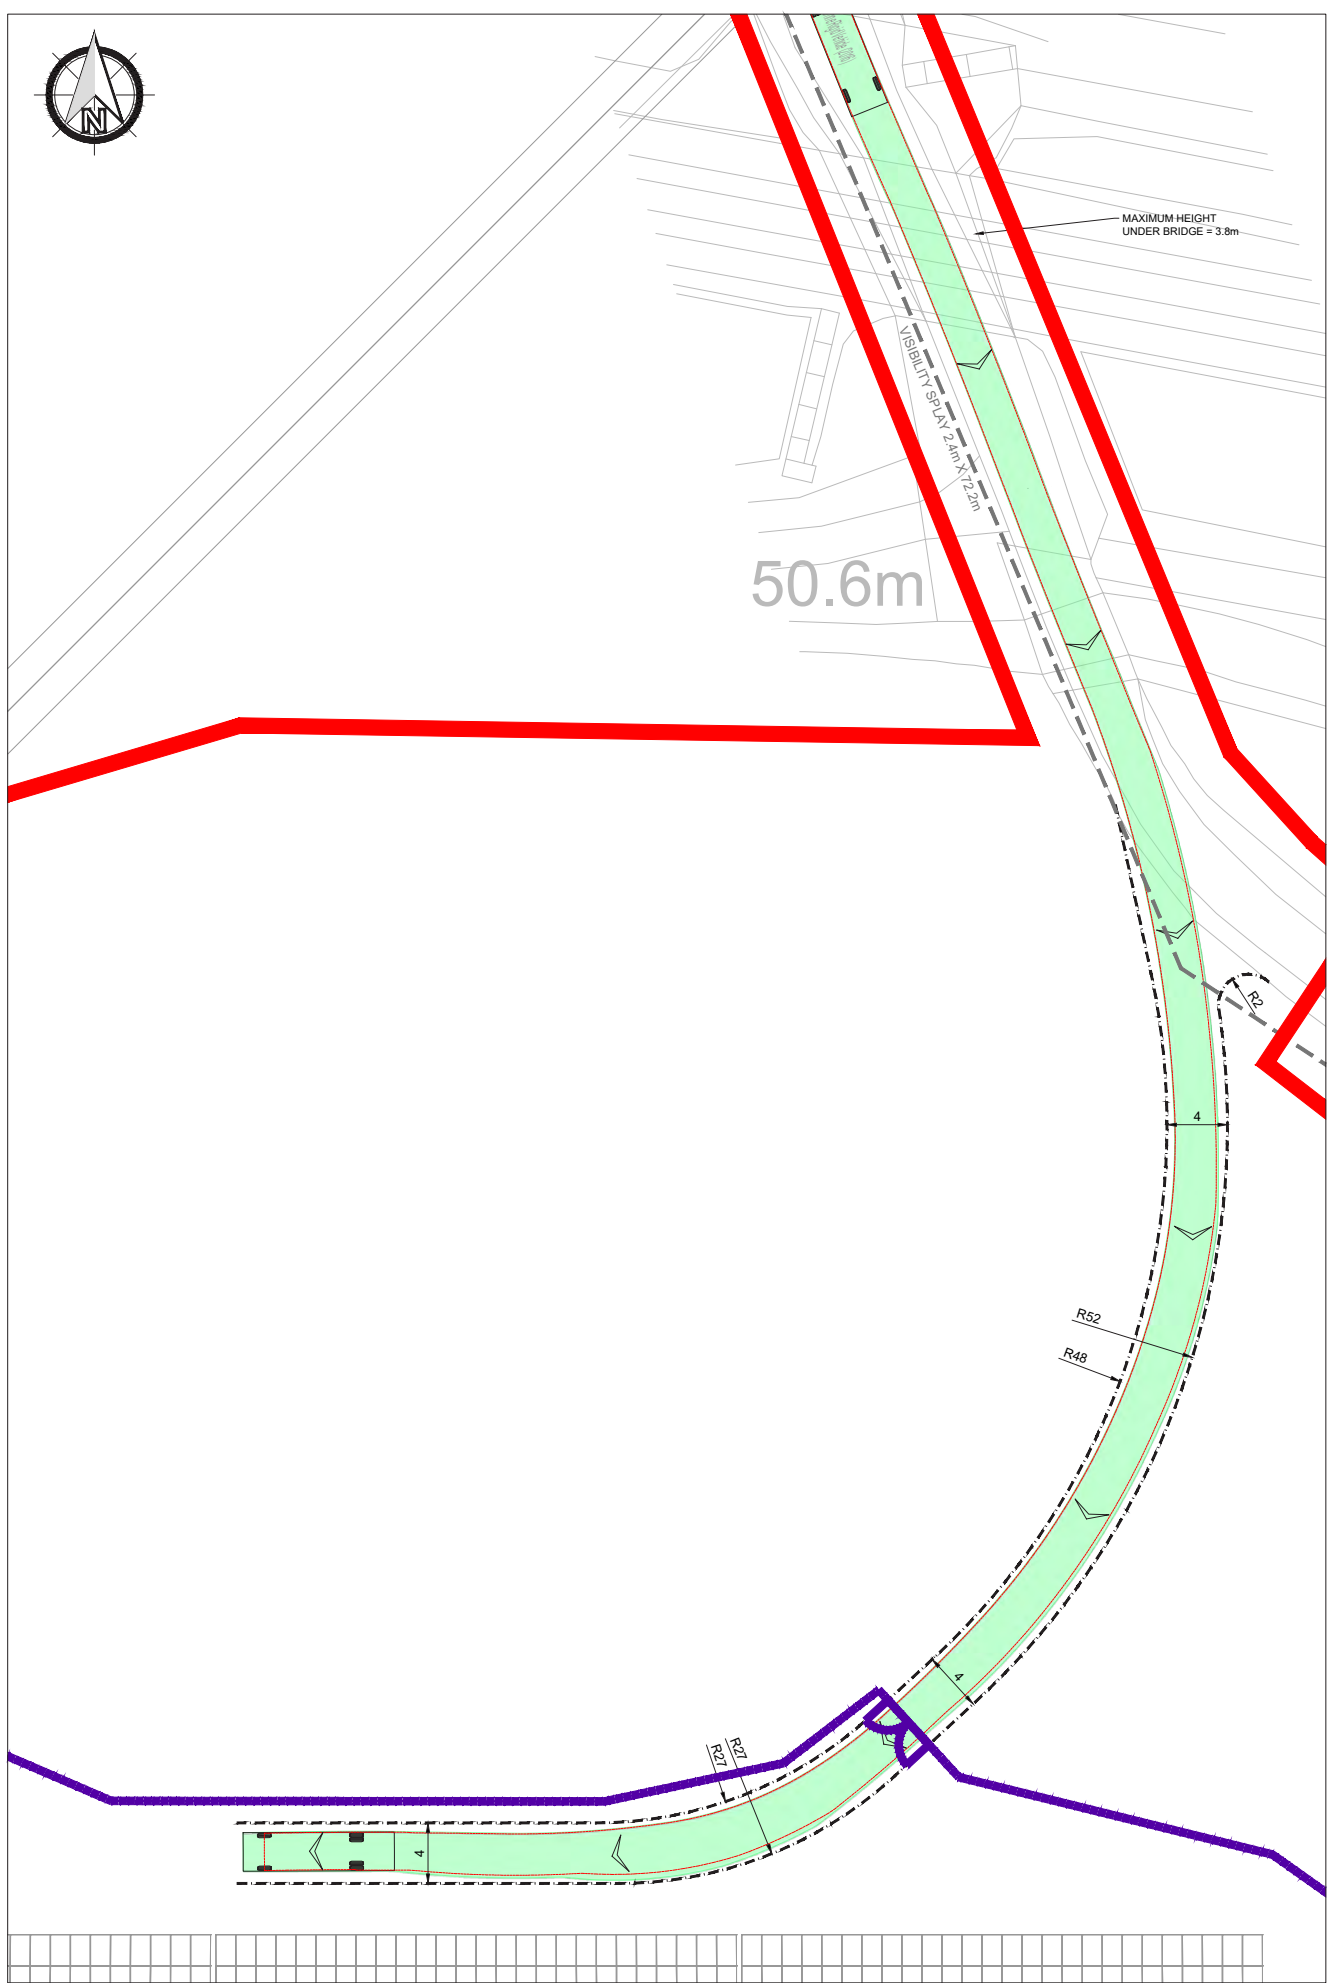 N
MAXIMUM HEIGHT
UNDER BRIDGE = 3.8m
VISIBILITY SPLAY 2.4m X 72.2m
50.6m
R2
4
R52
R48
4
R27
R27
4